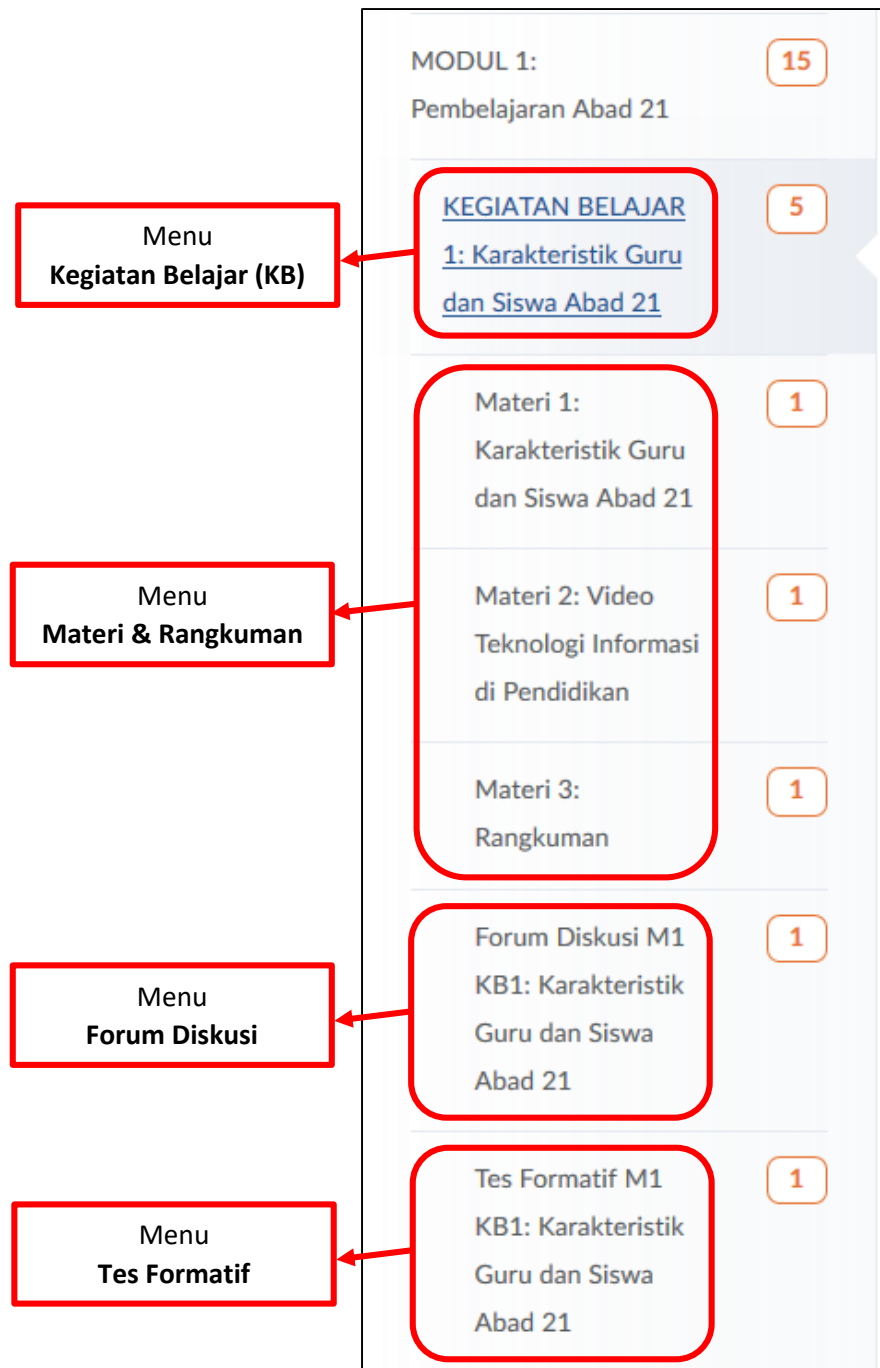 MODUL 1:
15
Pembelajaran Abad 21
Menu
Kegiatan Belajar (KB)
KEGIATAN BELAJAR
5
1: Karakteristik Guru
dan Siswa Abad 21
Menu
Materi & Rangkuman
Materi 1:
1
Karakteristik Guru
dan Siswa Abad 21
Materi 2: Video
1
Teknologi Informasi
di Pendidikan
Materi 3:
1
Rangkuman
Menu
Forum Diskusi
Forum Diskusi M1
1
KB1: Karakteristik
Guru dan Siswa
Abad 21
Menu
Tes Formatif
Tes Formatif M1
1
KB1: Karakteristik
Guru dan Siswa
Abad 21